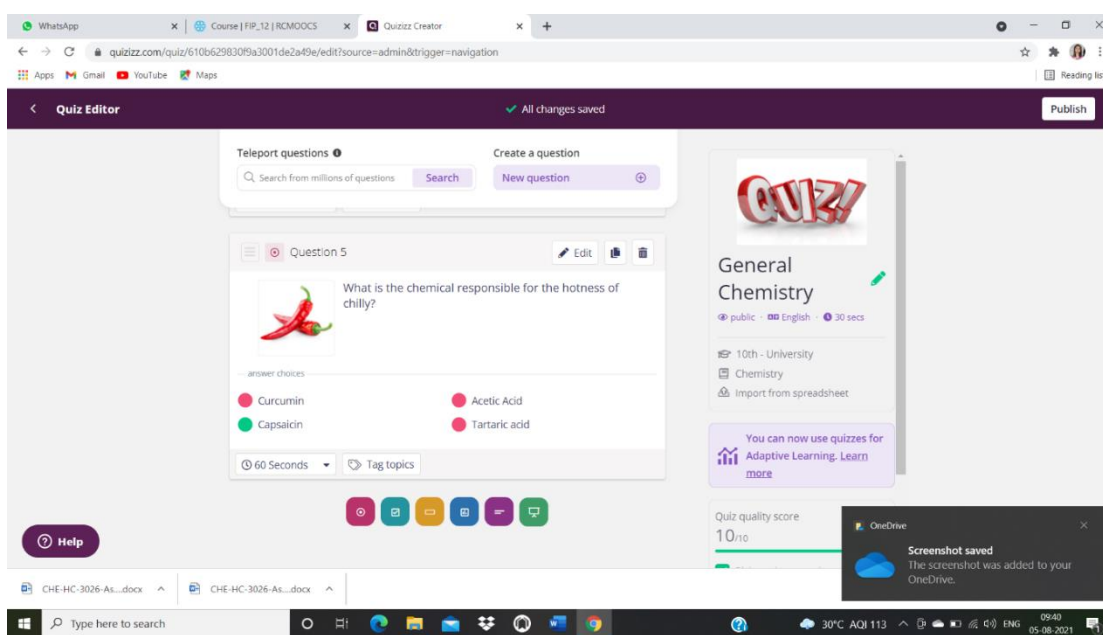 WhatsApp
Course | FIP_12 | RCMOOCS
Quizizz Creator
quizizz.com/quiz/610b629830f9a3001de2a49e/edit?source=admin&trigger=navigation
Apps
Gmail
YouTube
Maps
Reading lis
Quiz Editor
All changes saved
Publish
Teleport questions
Create a question
Search from millions of questions
Search
New question
Question 5
Edit
What is the chemical responsible for the hotness of
chilly?
answer choices
Curcumin
Acetic Acid
Capsaicin
Tartaric acid
60 Seconds
Tag topics
QUIZ!
General
Chemistry
public · English · 30 secs
10th - University
Chemistry
Import from spreadsheet
You can now use quizzes for
Adaptive Learning. Learn
more
Quiz quality score
10/10
Help
OneDrive
Screenshot saved
The screenshot was added to your
OneDrive.
CHE-HC-3026-As....docx
CHE-HC-3026-As....docx
Type here to search
30°C AQI 113
ENG
09:40
05-08-2021